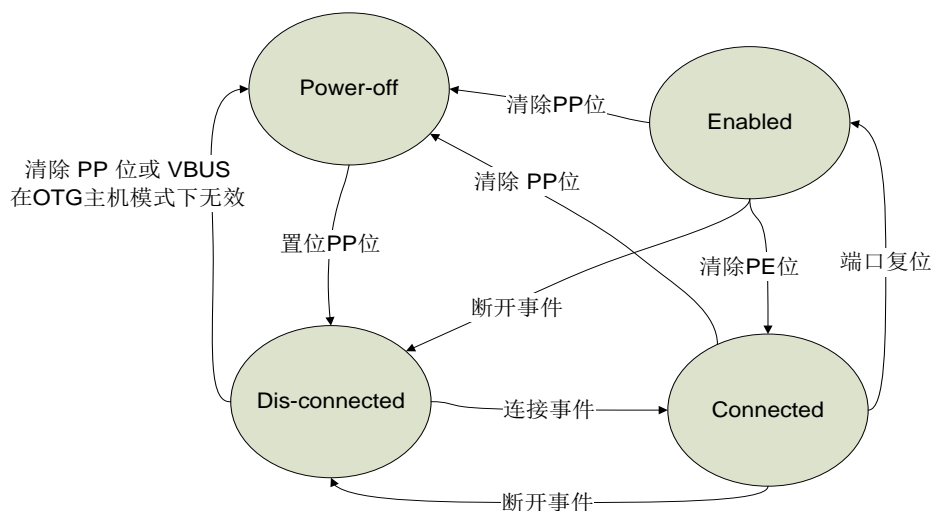 Power-off
Enabled
清除PP位
清除 PP 位或 VBUS
在OTG主机模式下无效
清除 PP位
置位PP位
清除PE位
端口复位
断开事件
Dis-connected
连接事件
Connected
断开事件